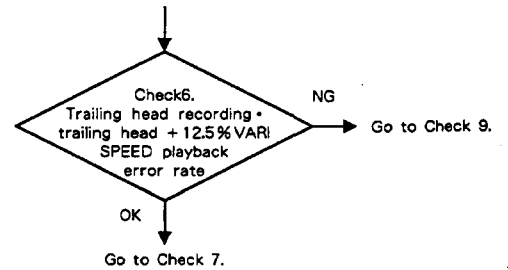 Check6.
Trailing head recording •
trailing head + 12.5% VARI
SPEED playback
error rate
NG
Go to Check 9.
OK
Go to Check 7.